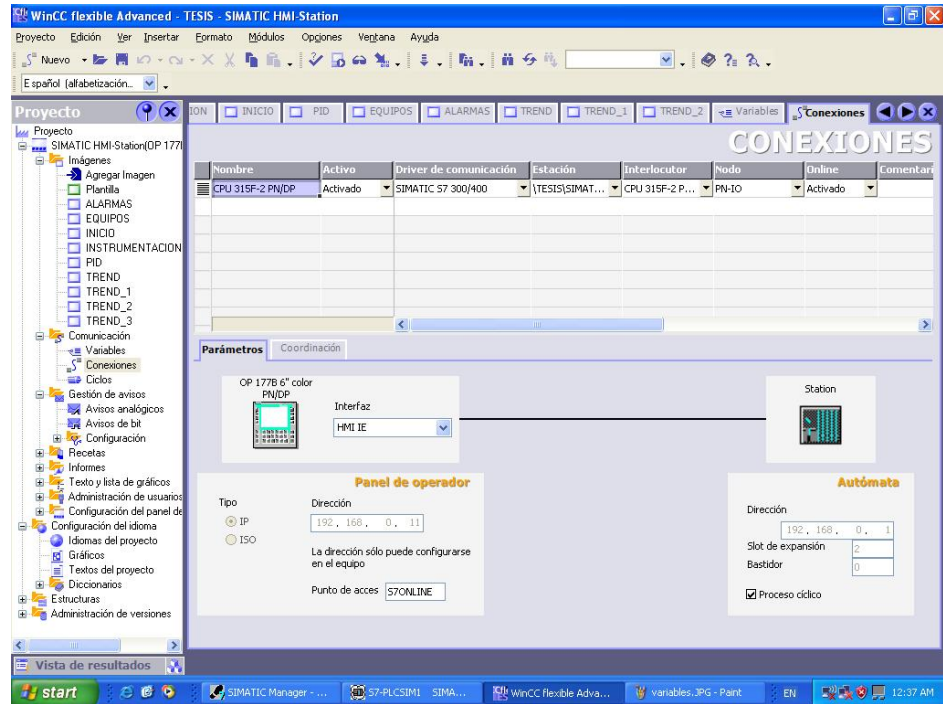 WinCC flexible Advanced - TESIS - SIMATIC HMI-Station
Proyecto Edición Ver Insertar Formato Módulos Opciones Ventana Ayuda
Nuevo
Español (alfabetización...
Proyecto
ION INICIO PID EQUIPOS ALARMAS TREND TREND_1 TREND_2 Variables Conexiones
CONEXIONES
Proyecto
SIMATIC HMI-Station(OP 177
Imágenes
Agregar Imagen
Plantilla
ALARMAS
EQUIPOS
INICIO
INSTRUMENTACION
PID
TREND
TREND_1
TREND_2
TREND_3
Comunicación
Variables
Conexiones
Ciclos
Gestión de avisos
Avisos analógicos
Avisos de bit
Configuración
Recetas
Informes
Texto y lista de gráficos
Administración de usuarios
Configuración del panel de
Configuración del idioma
Idiomas del proyecto
Gráficos
Textos del proyecto
Diccionarios
Estructuras
Administración de versiones
Nombre Activo Driver de comunicación Estación Interlocutor Nodo Online Comentari
CPU 315F-2 PN/DP Activado SIMATIC S7 300/400 \TESIS\SIMAT... CPU 315F-2 P... PN-IO Activado
Parámetros Coordinación
OP 177B 6" color
PN/DP
Interfaz
HMI IE
Station
Panel de operador
Tipo
IP
ISO
Dirección
192 . 168 . 0 . 11
La dirección sólo puede configurarse
en el equipo
Punto de acces S7ONLINE
Autómata
Dirección
192 . 168 . 0 . 1
Slot de expansión 2
Bastidor 0
Proceso cíclico
Vista de resultados
start SIMATIC Manager - ... S7-PLCSIM1 SIMA... WinCC flexible Adva... variables.JPG - Paint EN 12:37 AM